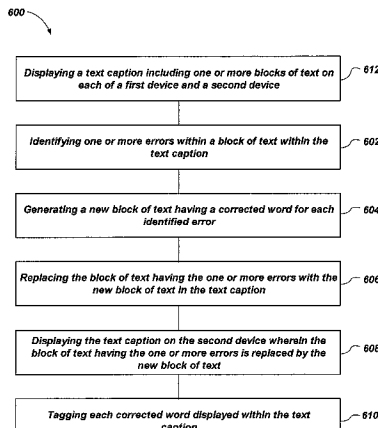 600
Displaying a text caption including one or more blocks of text on
each of a first device and a second device
612
Identifying one or more errors within a block of text within the
text caption
602
Generating a new block of text having a corrected word for each
identified error
604
Replacing the block of text having the one or more errors with the
new block of text in the text caption
606
Displaying the text caption on the second device wherein the
block of text having the one or more errors is replaced by the
new block of text
608
Tagging each corrected word displayed within the text
caption
610